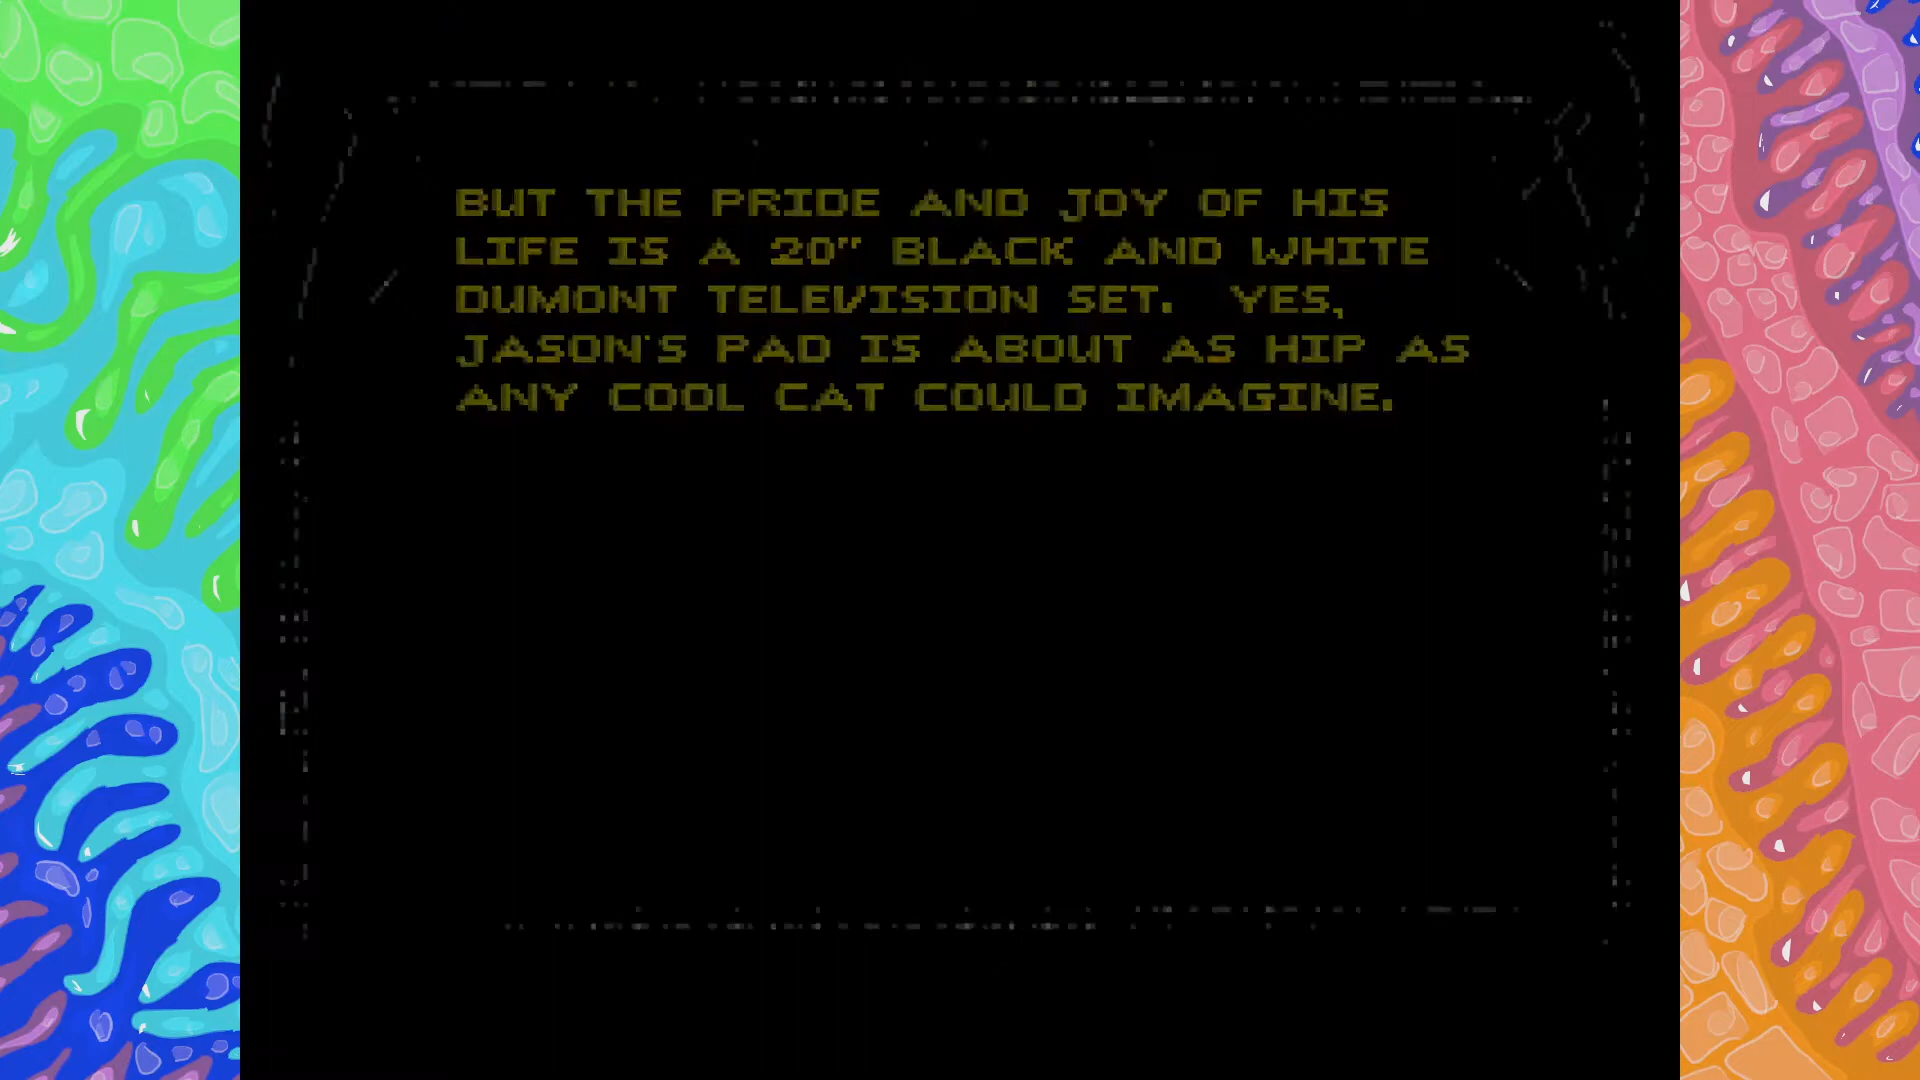 BUT THE PRIDE AND JOY OF HIS
LIFE IS A 20" BLACK AND WHITE
DUMONT TELEVISION SET.  YES,
JASON'S PAD IS ABOUT AS HIP AS
ANY COOL CAT COULD IMAGINE.